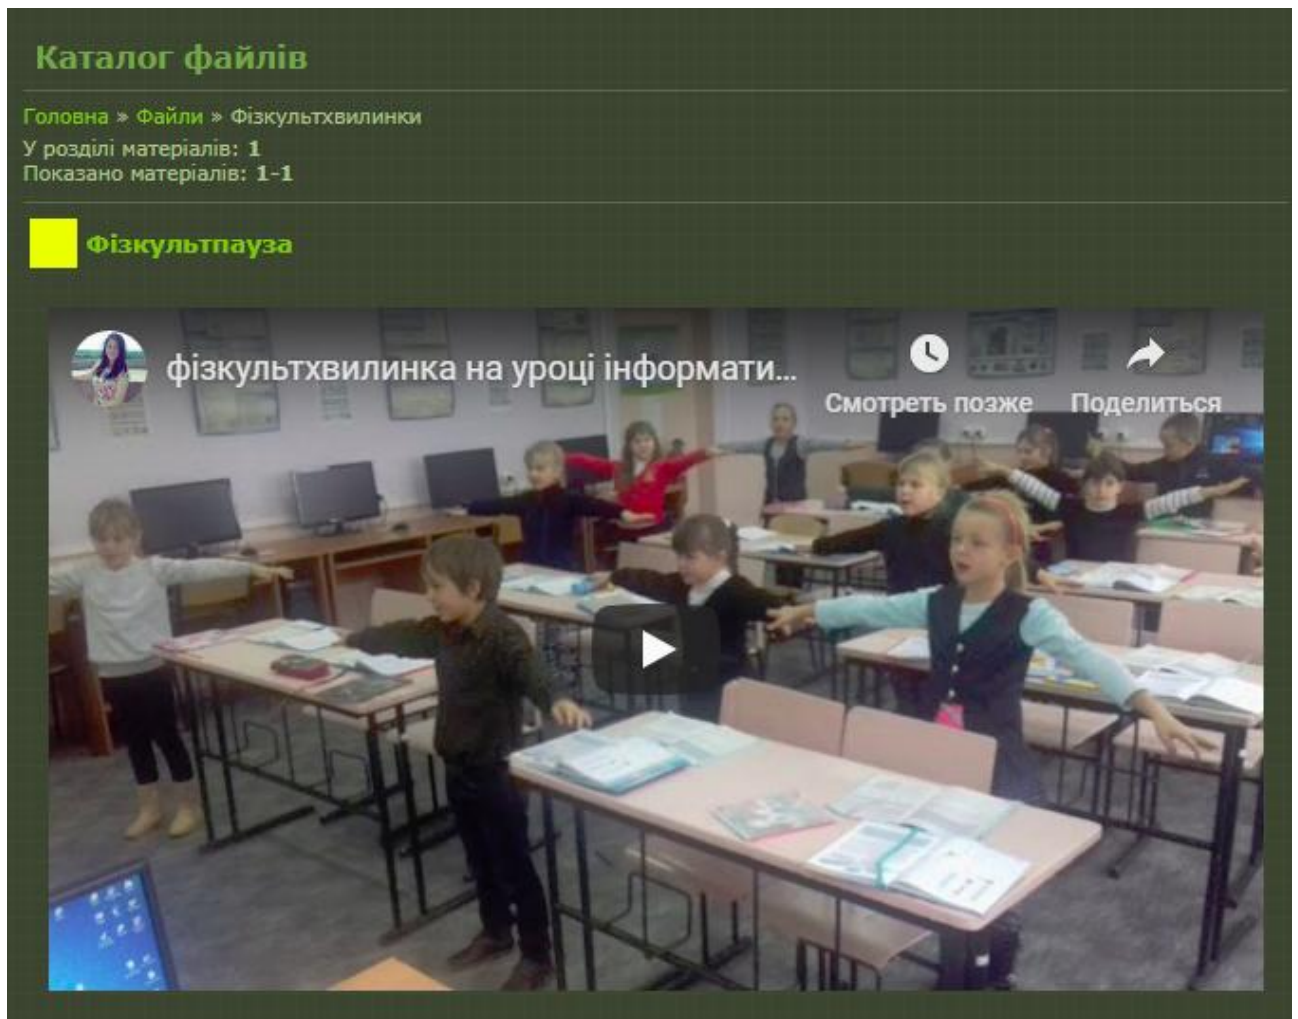 Каталог файлів
Головна » Файли » Фізкультхвилинки
У розділі матеріалів: 1
Показано матеріалів: 1-1
Фізкультпауза
фізкультхвилинка на уроці інформати...
Смотреть позже
Поделиться